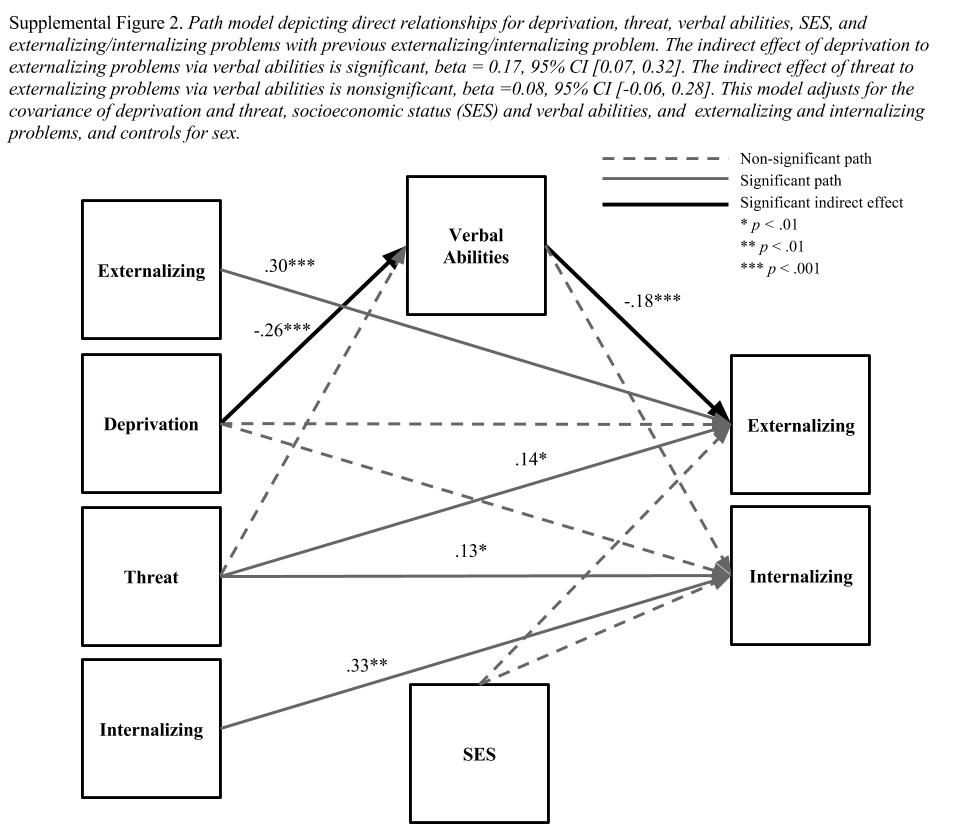 Supplemental Figure 2. Path model depicting direct relationships for deprivation, threat, verbal abilities, SES, and
externalizing/internalizing problems with previous externalizing/internalizing problem. The indirect effect of deprivation to
externalizing problems via verbal abilities is significant, beta = 0.17, 95% CI [0.07, 0.32]. The indirect effect of threat to
externalizing problems via verbal abilities is nonsignificant, beta =0.08, 95% CI [-0.06, 0.28]. This model adjusts for the
covariance of deprivation and threat, socioeconomic status (SES) and verbal abilities, and externalizing and internalizing
problems, and controls for sex.
Non-significant path
Significant path
Significant indirect effect
* p < .01
** p < .01
*** p < .001
Verbal
Abilities
Externalizing
.30***
-.26***
-.18***
Deprivation
Externalizing
.14*
.13*
Threat
Internalizing
.33**
Internalizing
SES